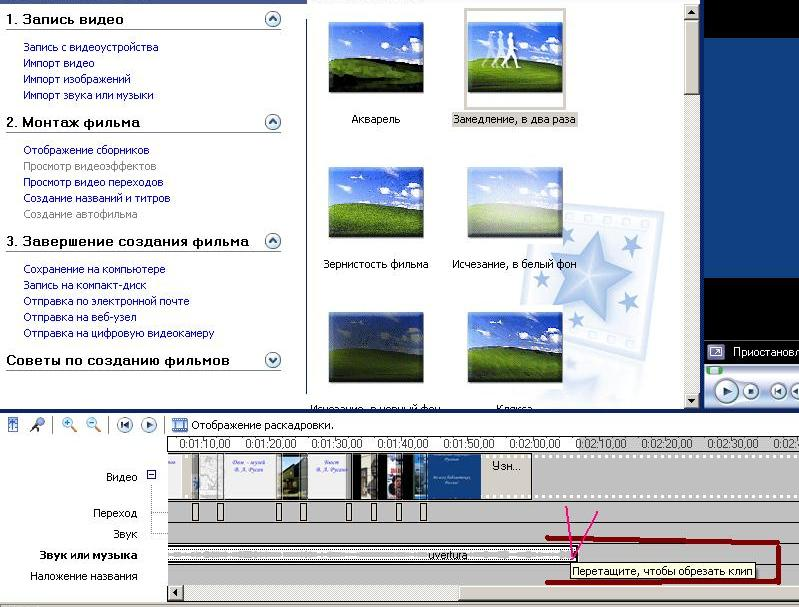 1. Запись видео
Запись с видеоустройства
Импорт видео
Импорт изображений
Импорт звука или музыки
2. Монтаж фильма
Отображение сборников
Просмотр видеоэффектов
Просмотр видео переходов
Создание названий и титров
Создание автофильма
3. Завершение создания фильма
Сохранение на компьютере
Запись на компакт-диск
Отправка по электронной почте
Отправка на веб-узел
Отправка на цифровую видеокамеру
Советы по созданию фильмов
Акварель
Замедление, в два раза
Зернистость фильма
Исчезание, в белый фон
Исчезание, в черный фон
Клякса
Приостановл
Отображение раскадровки.
0:01:10,00 0:01:20,00 0:01:30,00 0:01:40,00 0:01:50,00 0:02:00,00 0:02:10,00 0:02:20,00 0:02:30,00 0:02:
Видео
Дом - музей
В. А. Русан
Узн...
Переход
Звук
Звук или музыка
uvertura
Перетащите, чтобы обрезать клип
Наложение названия